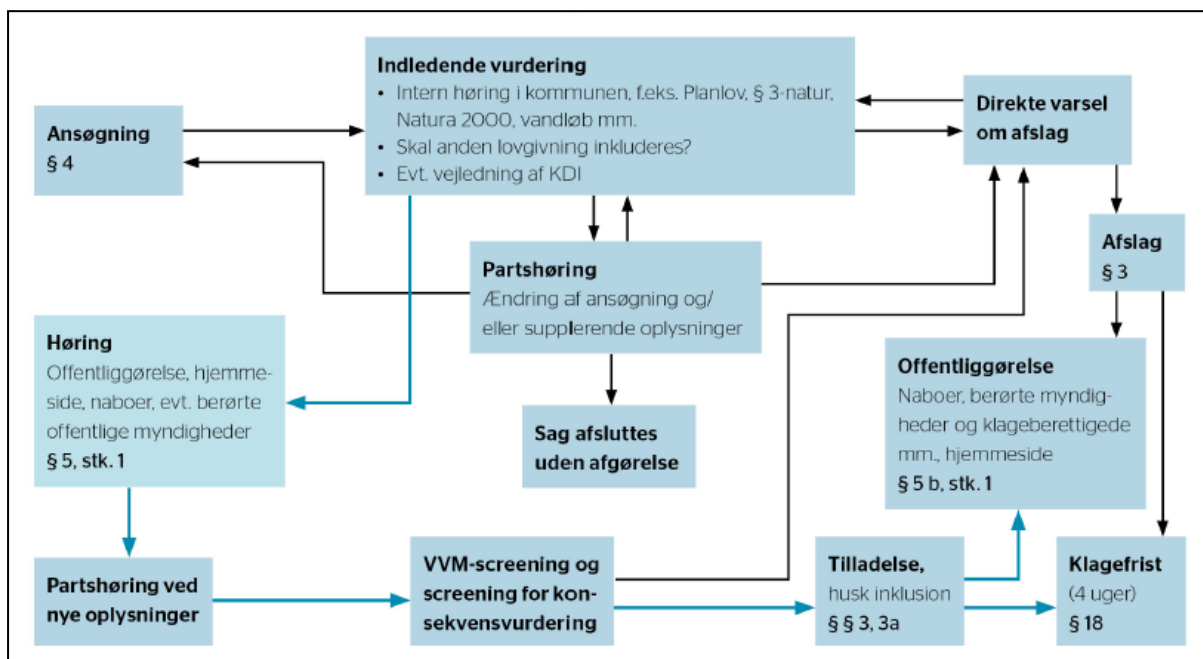 Indledende vurdering
• Intern høring i kommunen, f.eks. Planlov, § 3-natur,
Natura 2000, vandløb mm.
• Skal anden lovgivning inkluderes?
• Evt. vejledning af KDI
Ansøgning
§ 4
Direkte varsel
om afslag
Afslag
§ 3
Partshøring
Ændring af ansøgning og/
eller supplerende oplysninger
Høring
Offentliggørelse, hjemme-
side, naboer, evt. berørte
offentlige myndigheder
§ 5, stk. 1
Sag afsluttes
uden afgørelse
Offentliggørelse
Naboer, berørte myndig-
heder og klageberettigede
mm., hjemmeside
§ 5 b, stk. 1
Partshøring ved
nye oplysninger
VVM-screening og
screening for kon-
sekvensvurdering
Tilladelse,
husk inklusion
§ § 3, 3a
Klagefrist
(4 uger)
§ 18